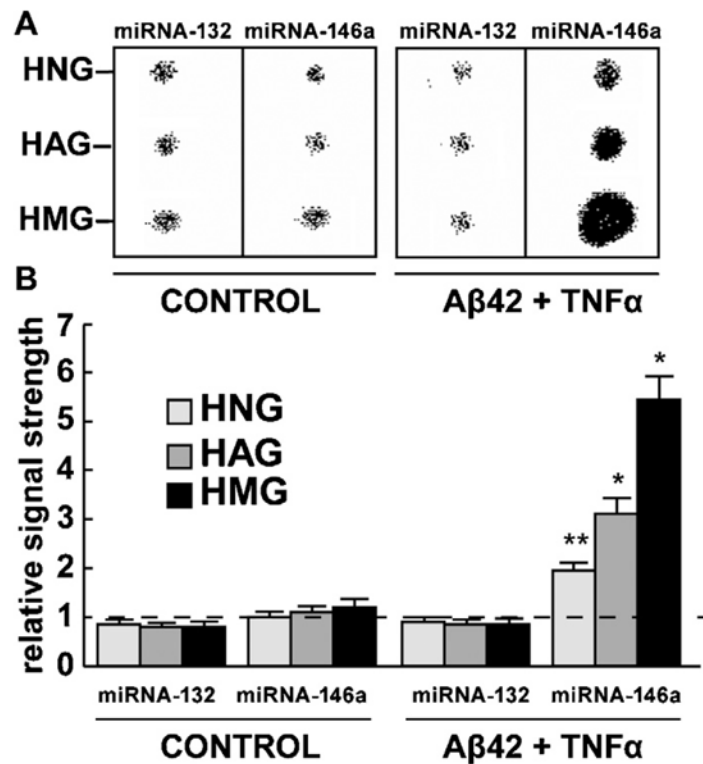 A
miRNA-132 miRNA-146a miRNA-132 miRNA-146a
HNG
HAG
HMG
CONTROL Aβ42 + TNFα
B
relative signal strength
7
6
5
4
3
2
1
0
HNG
HAG
HMG
** * *
miRNA-132 miRNA-146a miRNA-132 miRNA-146a
CONTROL Aβ42 + TNFα